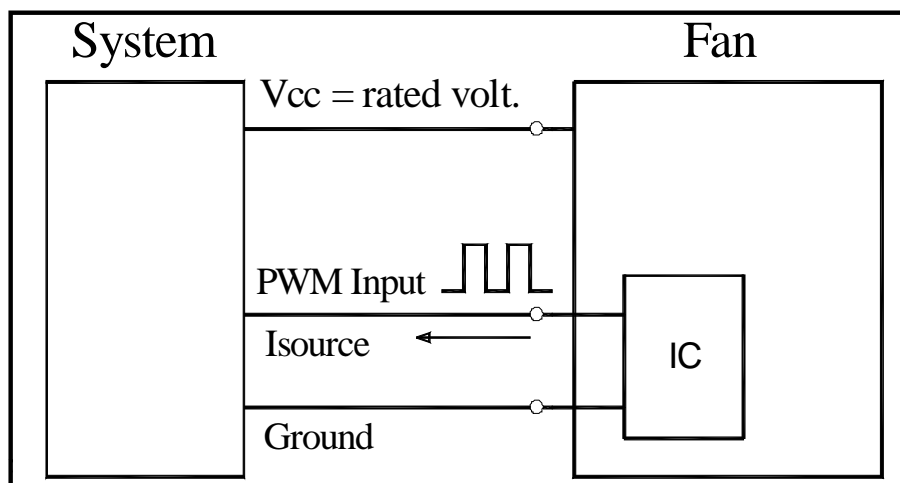 System
Fan
Vcc = rated volt.
PWM Input
Isource
IC
Ground